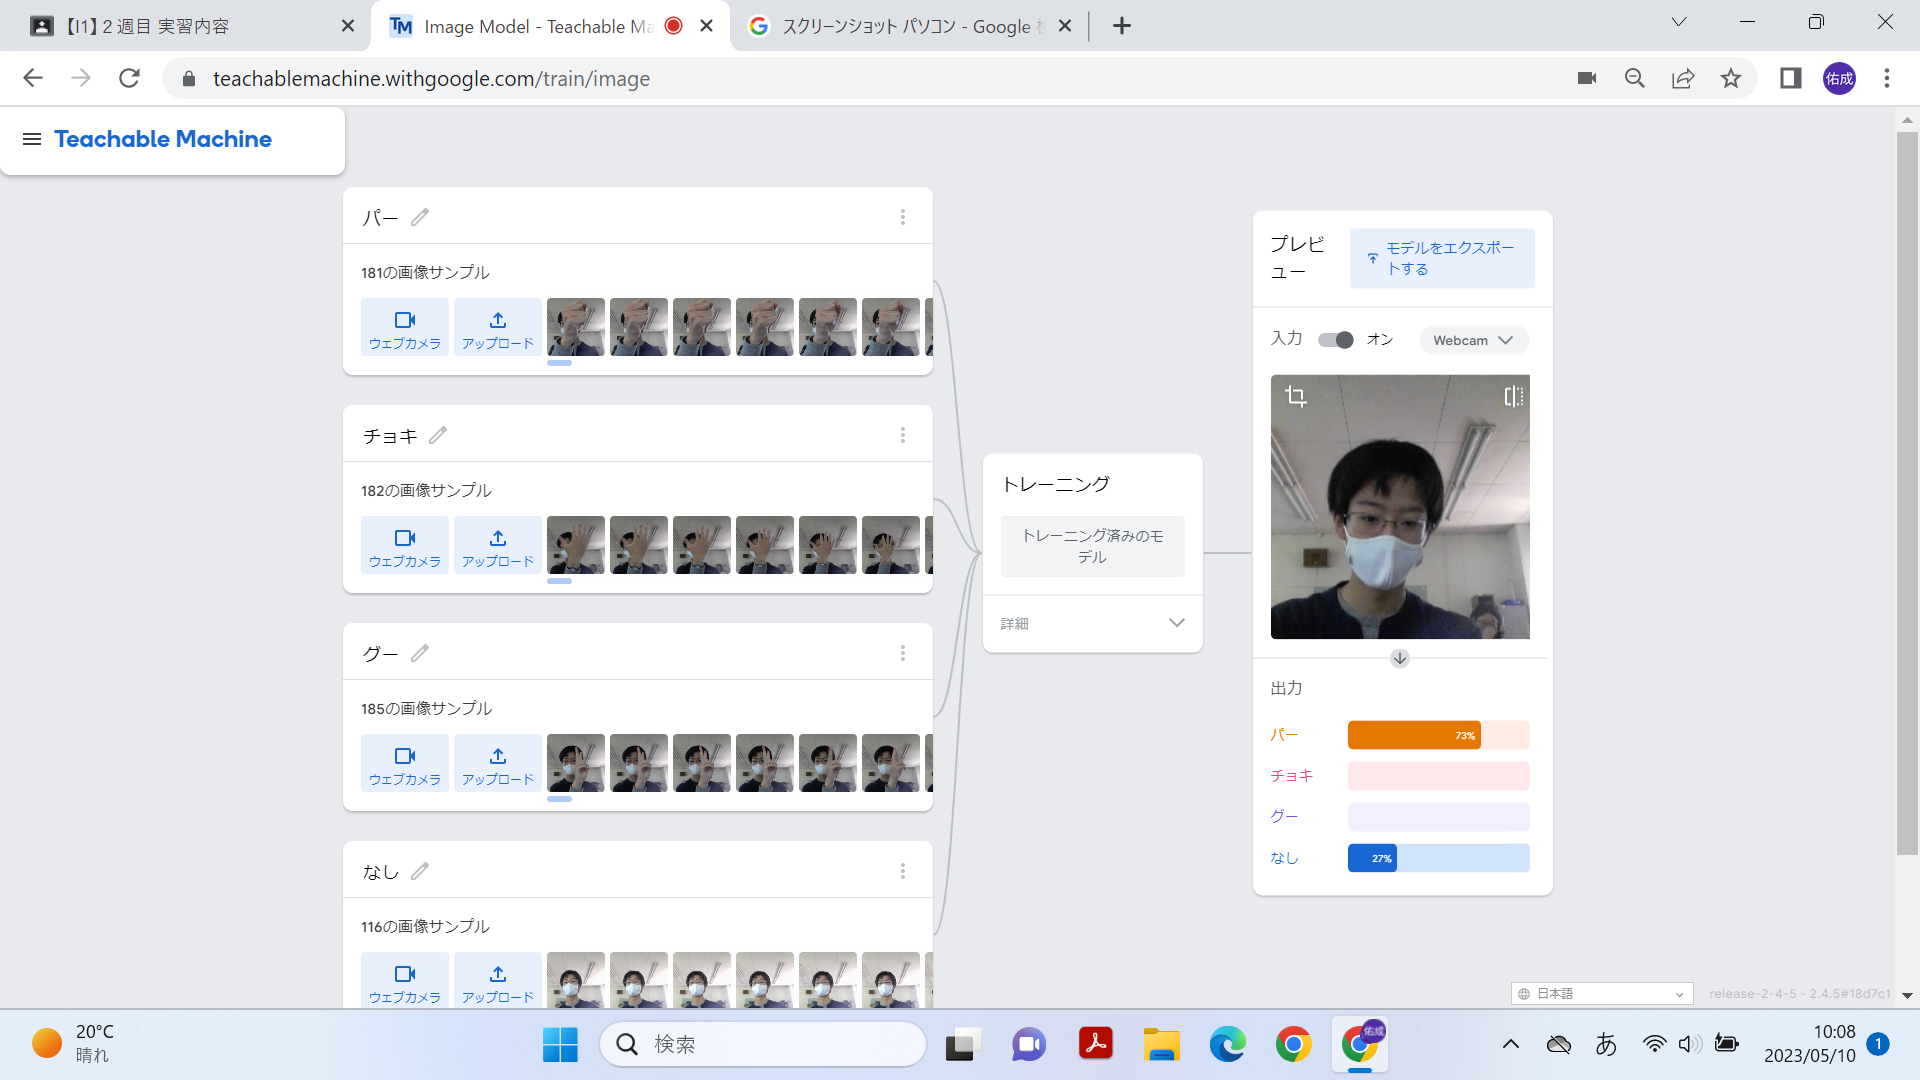 【I1】２週目 実習内容
Image Model - Teachable Ma
スクリーンショット パソコン - Google 検
teachablemachine.withgoogle.com/train/image
佑成
Teachable Machine
パー
181の画像サンプル
ウェブカメラ
アップロード
チョキ
182の画像サンプル
ウェブカメラ
アップロード
グー
185の画像サンプル
ウェブカメラ
アップロード
なし
116の画像サンプル
ウェブカメラ
アップロード
トレーニング
トレーニング済みのモ
デル
詳細
プレビ
ュー
モデルをエクスポー
トする
入力
オン
Webcam
出力
パー
73%
チョキ
グー
なし
27%
日本語
release-2-4-5 - 2.4.5#18d7c1
20°C
晴れ
検索
佑成
あ
10:08
2023/05/10
1